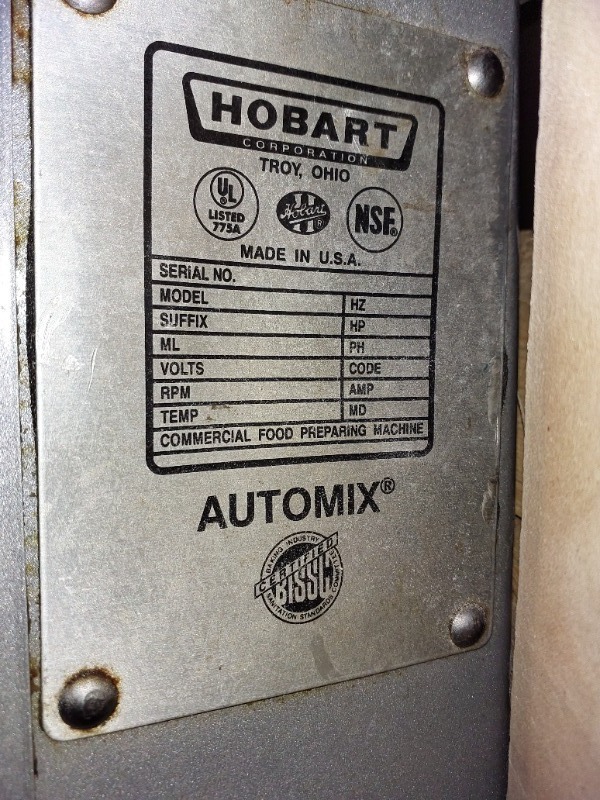 HOBART
CORPORATION
TROY, OHIO
UL
LISTED
775A
Hobart
R
NSF®
MADE IN U.S.A.
SERIAL NO.
MODEL HZ
SUFFIX HP
ML PH
VOLTS CODE
RPM AMP
TEMP MD
COMMERCIAL FOOD PREPARING MACHINE
AUTOMIX®
BAKING INDUSTRY
CERTIFIED
BISSC
SANITATION STANDARDS COMMITTEE